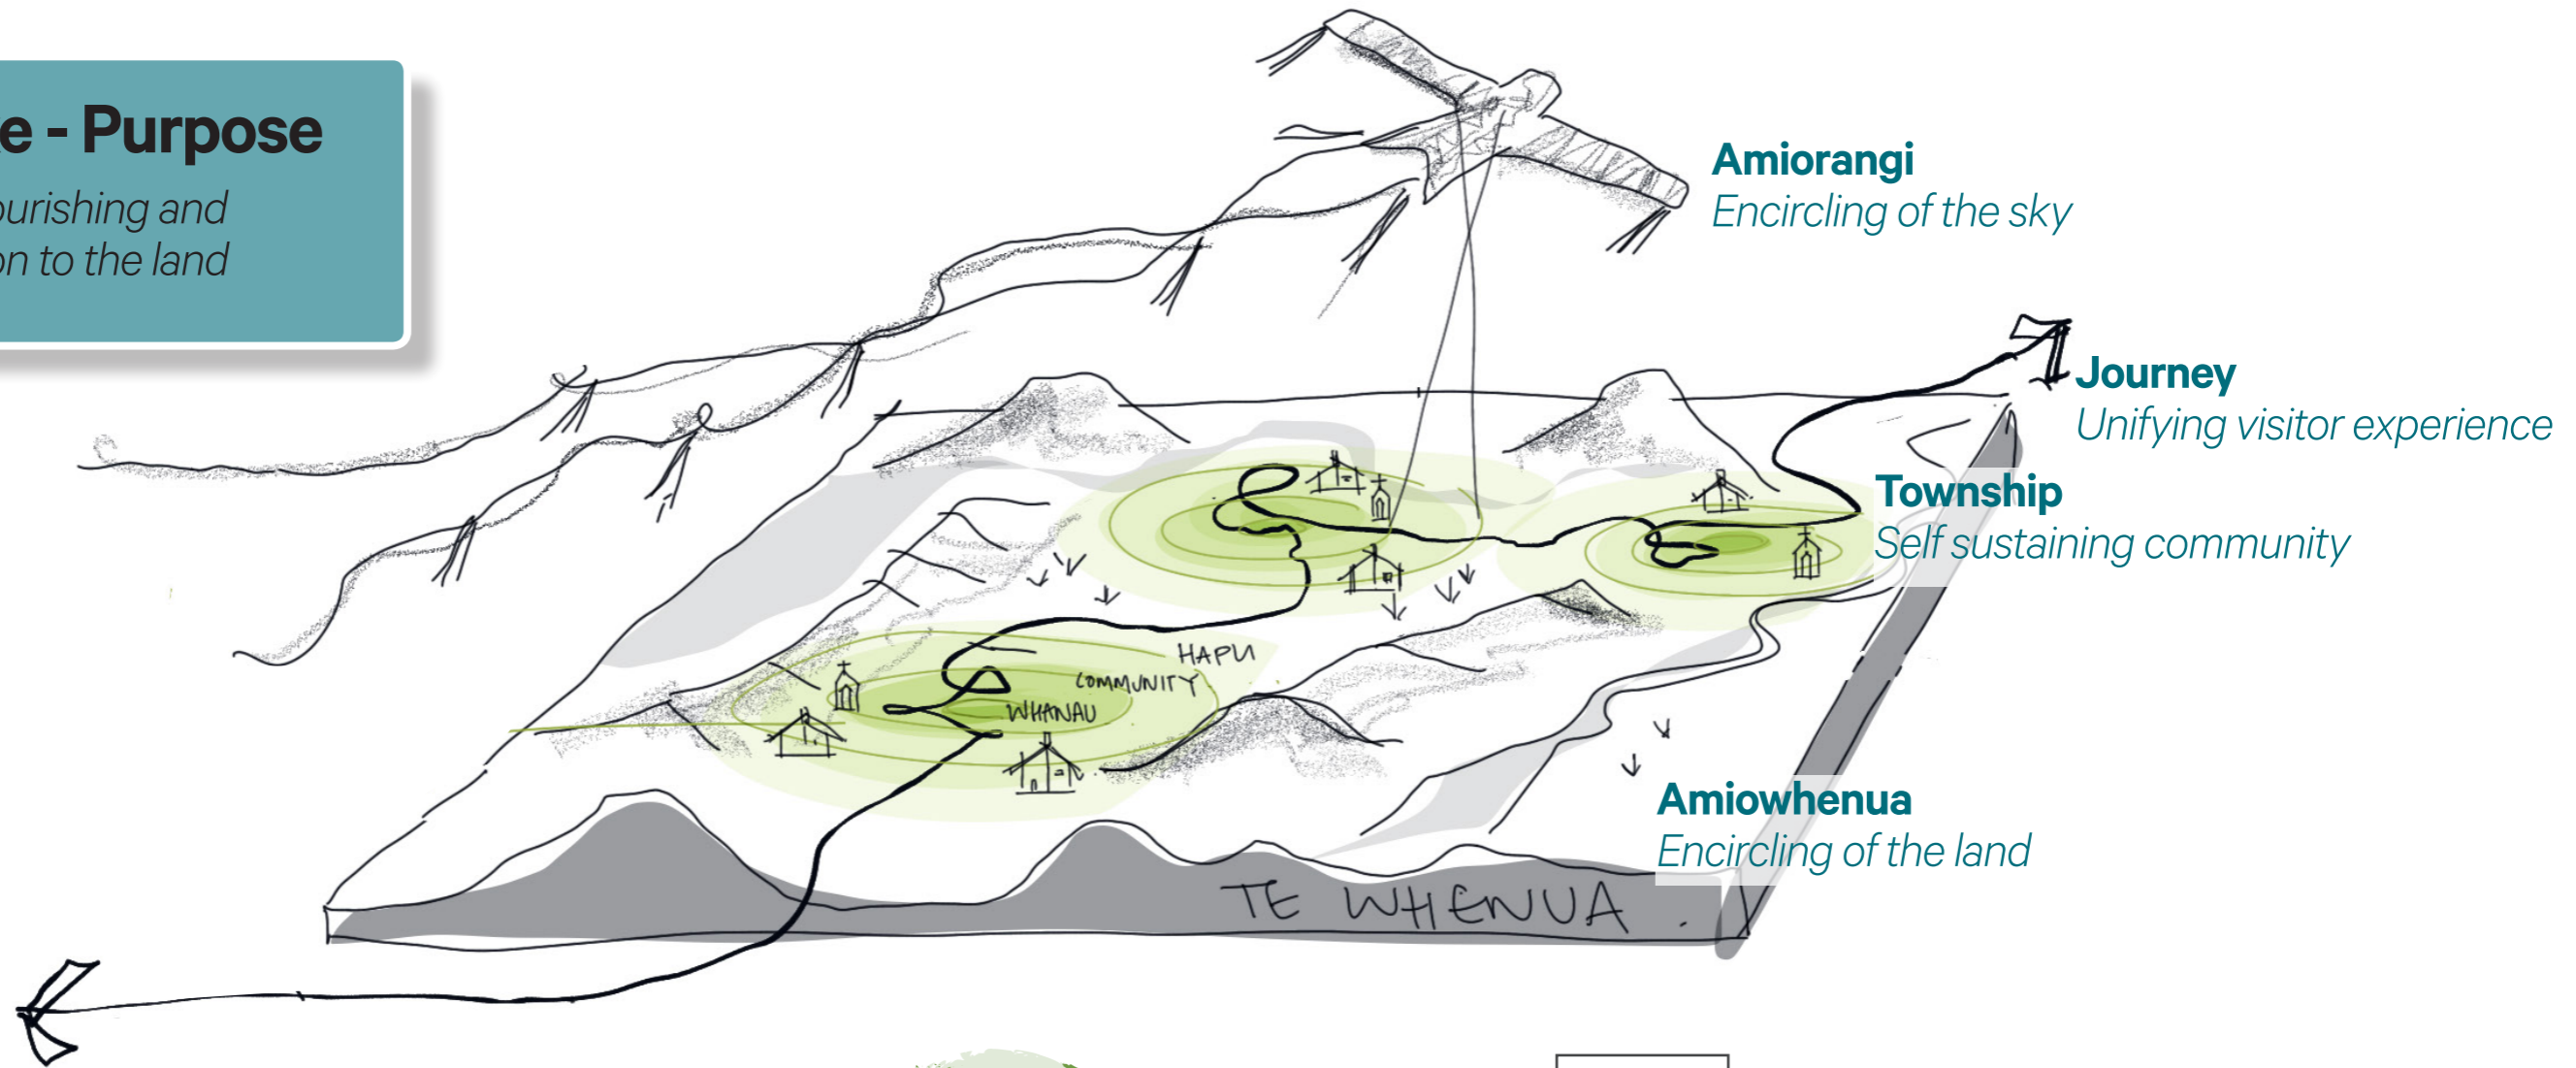 e - Purpose
ourishing and
on to the land
Amiorangi
Encircling of the sky
Journey
Unifying visitor experience
Township
Self sustaining community
HAPU
COMMUNITY
WHANAU
Amiowhenua
Encircling of the land
TE WHENUA.